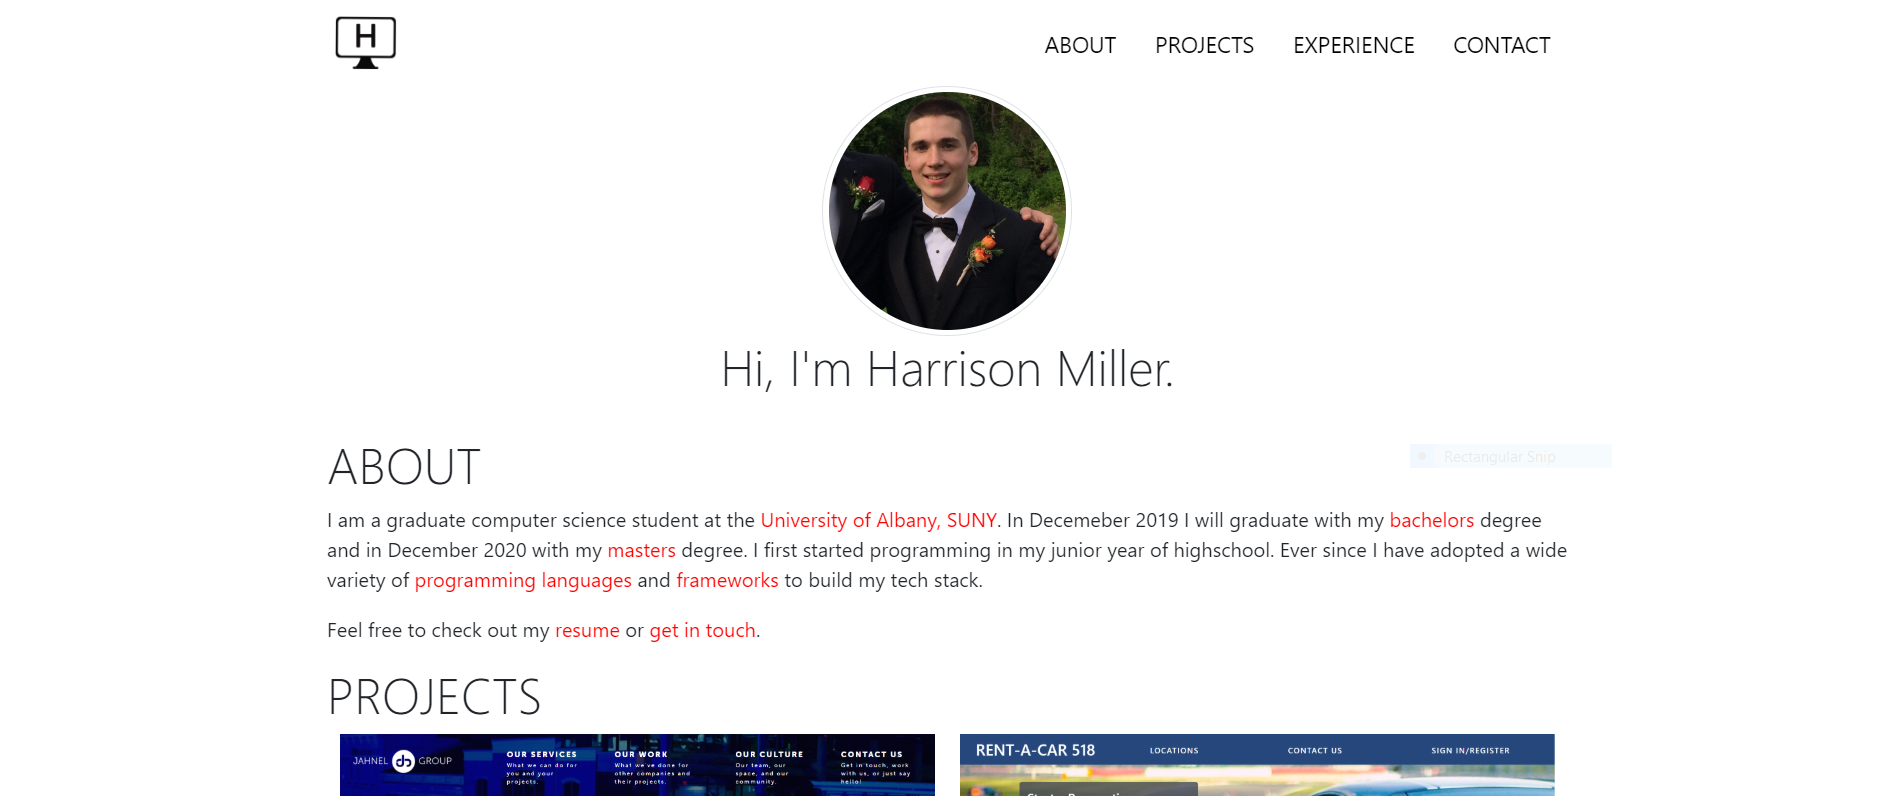 H
ABOUT PROJECTS EXPERIENCE CONTACT
Hi, I'm Harrison Miller.
ABOUT
Rectangular Snip
I am a graduate computer science student at the University of Albany, SUNY. In Decemeber 2019 I will graduate with my bachelors degree
and in December 2020 with my masters degree. I first started programming in my junior year of highschool. Ever since I have adopted a wide
variety of programming languages and frameworks to build my tech stack.
Feel free to check out my resume or get in touch.
PROJECTS
JAHNEL GROUP
OUR SERVICES
What we can do for
you and your
projects.
OUR WORK
What we've done for
other companies and
their projects.
OUR CULTURE
Our team, our
space, and our
community.
CONTACT US
Get in touch, work
with us, or just say
hello!
RENT-A-CAR 518 LOCATIONS CONTACT US SIGN IN/REGISTER